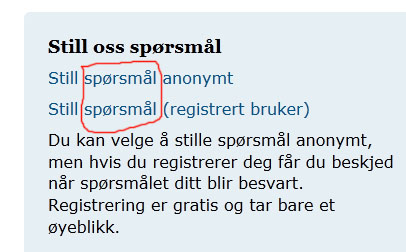 Still oss spørsmål
Still spørsmål anonymt
Still spørsmål (registrert bruker)
Du kan velge å stille spørsmål anonymt,
men hvis du registrerer deg får du beskjed
når spørsmålet ditt blir besvart.
Registrering er gratis og tar bare et
øyeblikk.